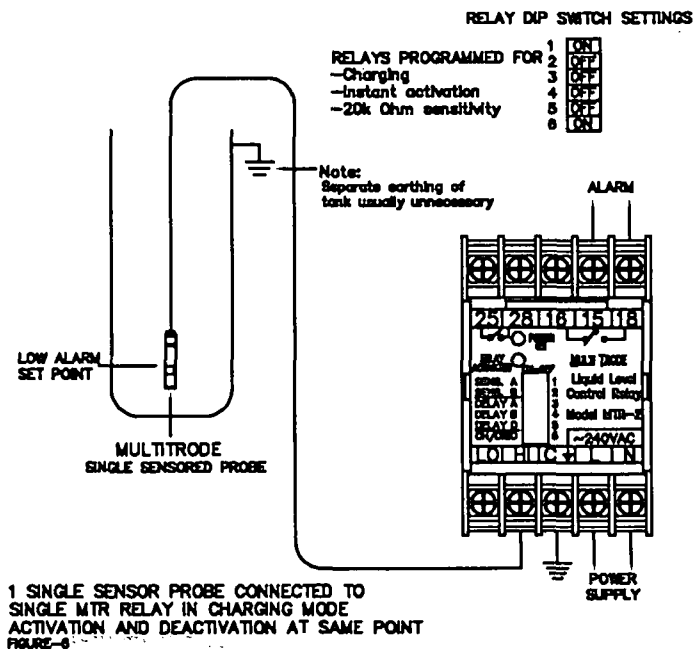 RELAY DIP SWITCH SETTINGS
RELAYS PROGRAMMED FOR
-Charging
-Instant activation
-20k Ohm sensitivity
1 ON
2 OFF
3 OFF
4 OFF
5 OFF
6 ON
Note:
Separate earthing of
tank usually unnecessary
ALARM
25 28 16 15 18
POWER
RELAY
MULTITRODE
Liquid Level
Control Relay
Model MTR-2
SENS. A 1
SENS. B 2
DELAY A 3
DELAY B 4
DELAY D 5
CH/DISC 6
~240VAC
LO HI C L N
LOW ALARM
SET POINT
MULTITRODE
SINGLE SENSORED PROBE
POWER
SUPPLY
1 SINGLE SENSOR PROBE CONNECTED TO
SINGLE MTR RELAY IN CHARGING MODE
ACTIVATION AND DEACTIVATION AT SAME POINT
FIGURE-6